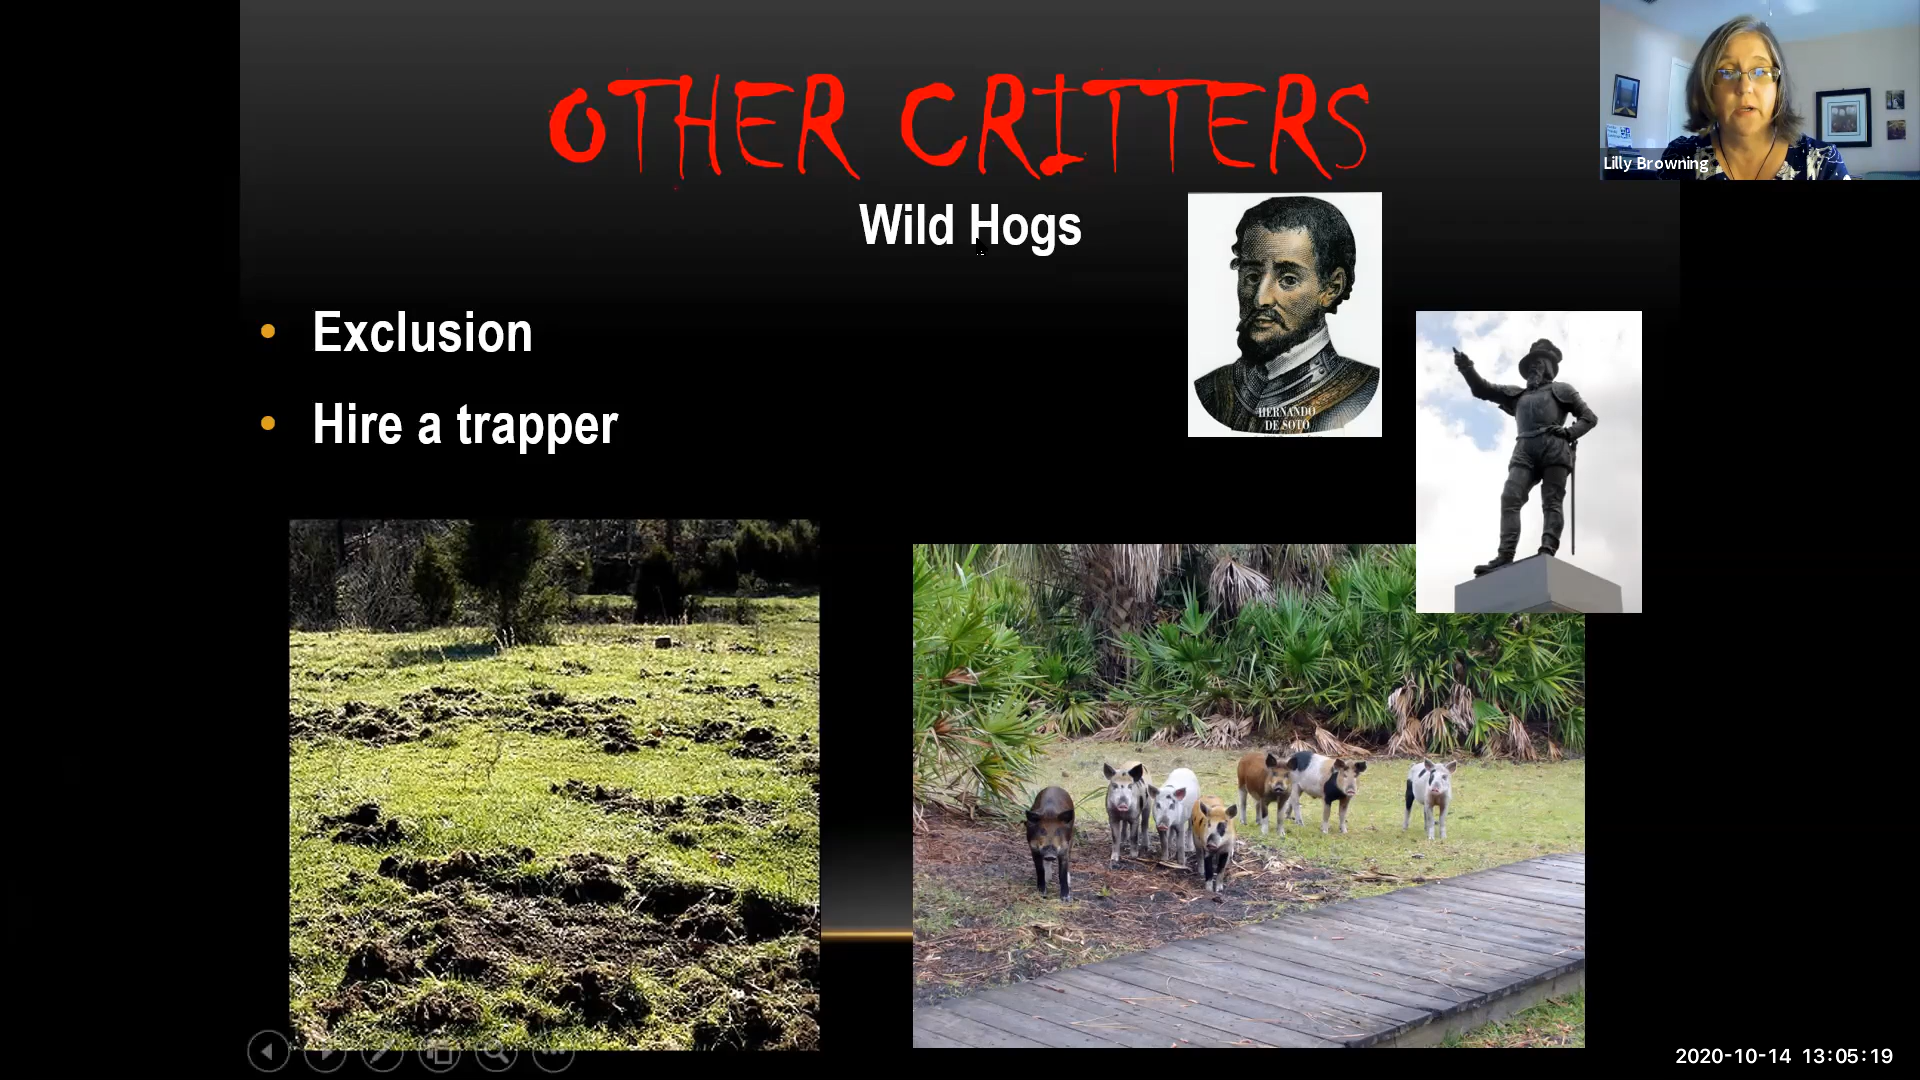 OTHER CRITTERS
Lilly Browning
Wild Hogs
Exclusion
Hire a trapper
HERNANDO
DE SOTO
2020-10-14 13:05:19